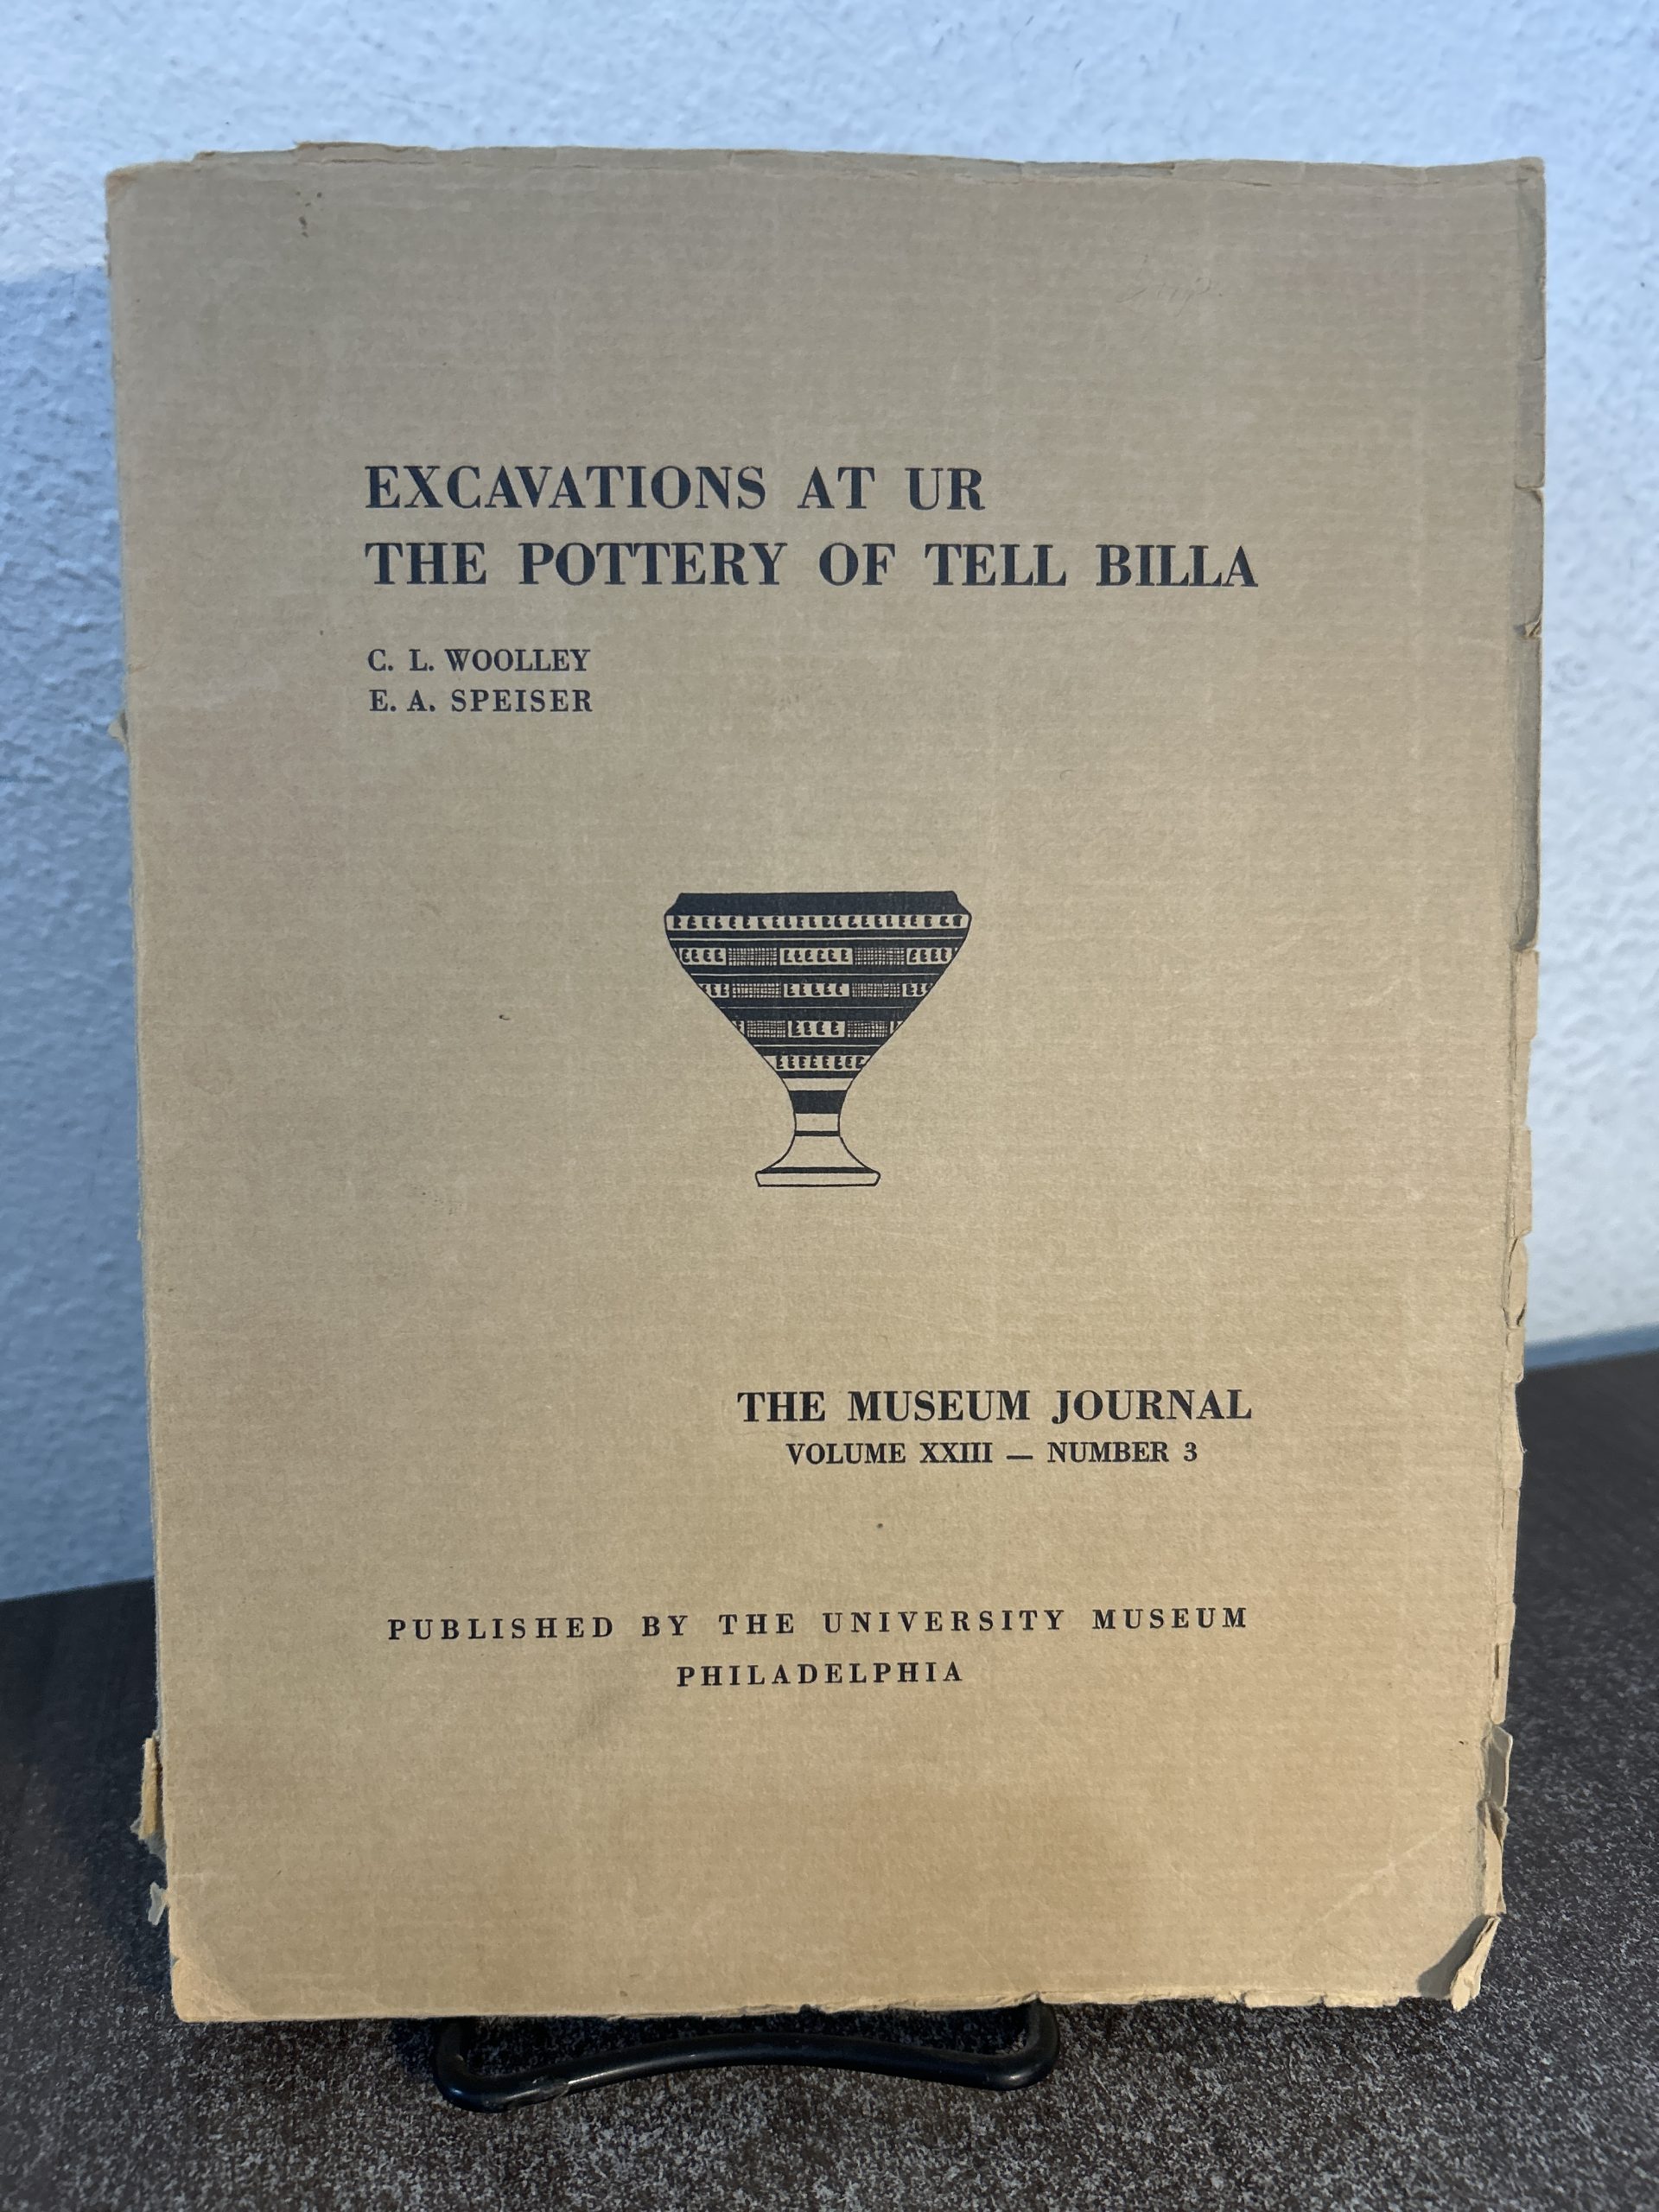 EXCAVATIONS AT UR
THE POTTERY OF TELL BILLA
C. L. WOOLLEY
E. A. SPEISER
THE MUSEUM JOURNAL
VOLUME XXIII — NUMBER 3
PUBLISHED BY THE UNIVERSITY MUSEUM
PHILADELPHIA